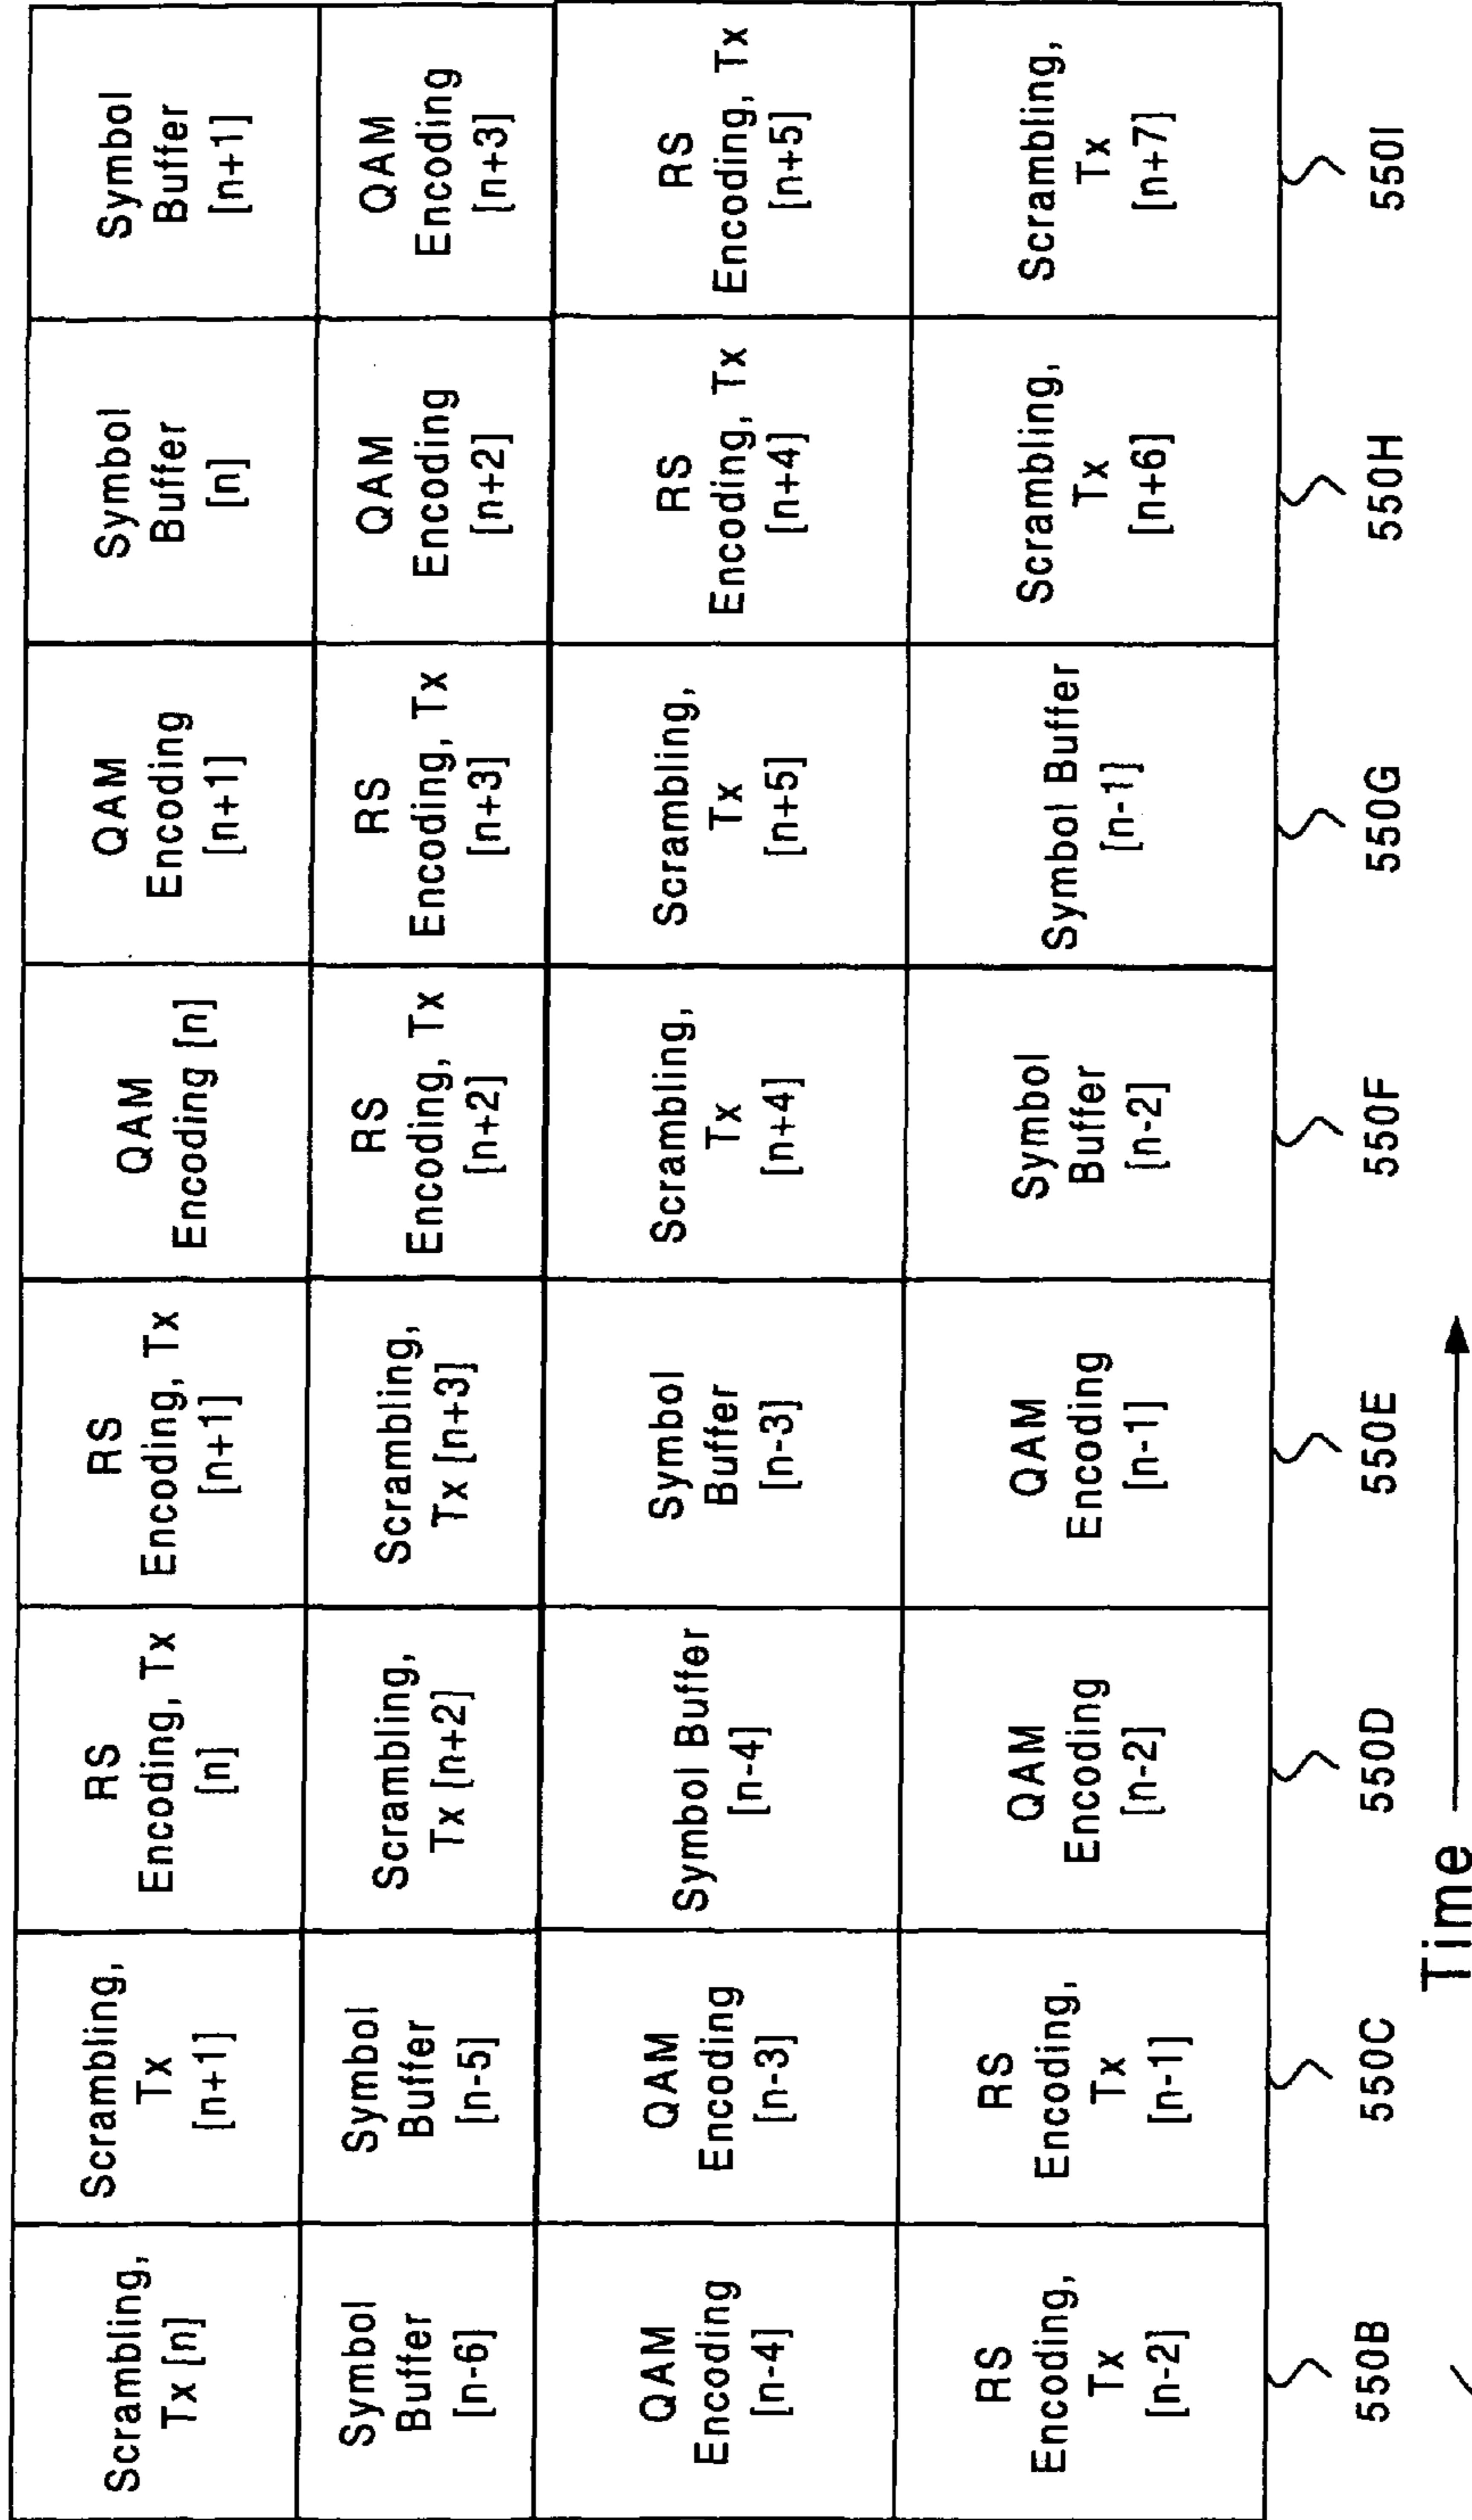 Scrambling,
Tx [n]
Scrambling,
Tx
[n+1]
RS
Encoding, Tx
[n]
RS
Encoding, Tx
[n+1]
QAM
Encoding [n]
QAM
Encoding
[n+1]
Symbol
Buffer
[n]
Symbol
Buffer
[n+1]
Symbol
Buffer
[n-6]
Symbol
Buffer
[n-5]
Scrambling,
Tx [n+2]
Scrambling,
Tx [n+3]
RS
Encoding, Tx
[n+2]
RS
Encoding, Tx
[n+3]
QAM
Encoding
[n+2]
QAM
Encoding
[n+3]
QAM
Encoding
[n-4]
QAM
Encoding
[n-3]
Symbol Buffer
[n-4]
Symbol
Buffer
[n-3]
Scrambling,
Tx
[n+4]
Scrambling,
Tx
[n+5]
RS
Encoding, Tx
[n+4]
RS
Encoding, Tx
[n+5]
RS
Encoding,
Tx
[n-2]
RS
Encoding,
Tx
[n-1]
QAM
Encoding
[n-2]
QAM
Encoding
[n-1]
Symbol
Buffer
[n-2]
Symbol Buffer
[n-1]
Scrambling,
Tx
[n+6]
Scrambling,
Tx
[n+7]
550B
550C
550D
550E
550F
550G
550H
550I
Time